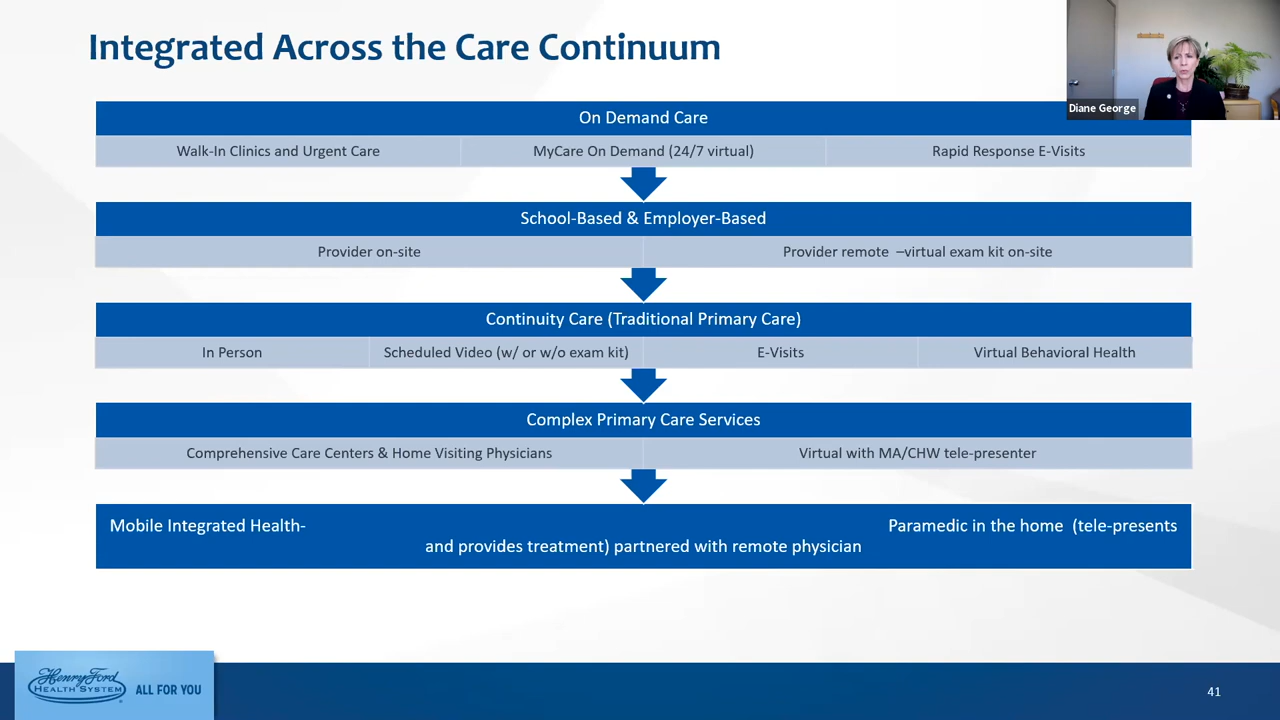 Integrated Across the Care Continuum
Diane George
On Demand Care
Walk-In Clinics and Urgent Care
MyCare On Demand (24/7 virtual)
Rapid Response E-Visits
School-Based & Employer-Based
Provider on-site
Provider remote –virtual exam kit on-site
Continuity Care (Traditional Primary Care)
In Person
Scheduled Video (w/ or w/o exam kit)
E-Visits
Virtual Behavioral Health
Complex Primary Care Services
Comprehensive Care Centers & Home Visiting Physicians
Virtual with MA/CHW tele-presenter
Mobile Integrated Health- Paramedic in the home (tele-presents
and provides treatment) partnered with remote physician
Henry Ford
HEALTH SYSTEM
ALL FOR YOU
41